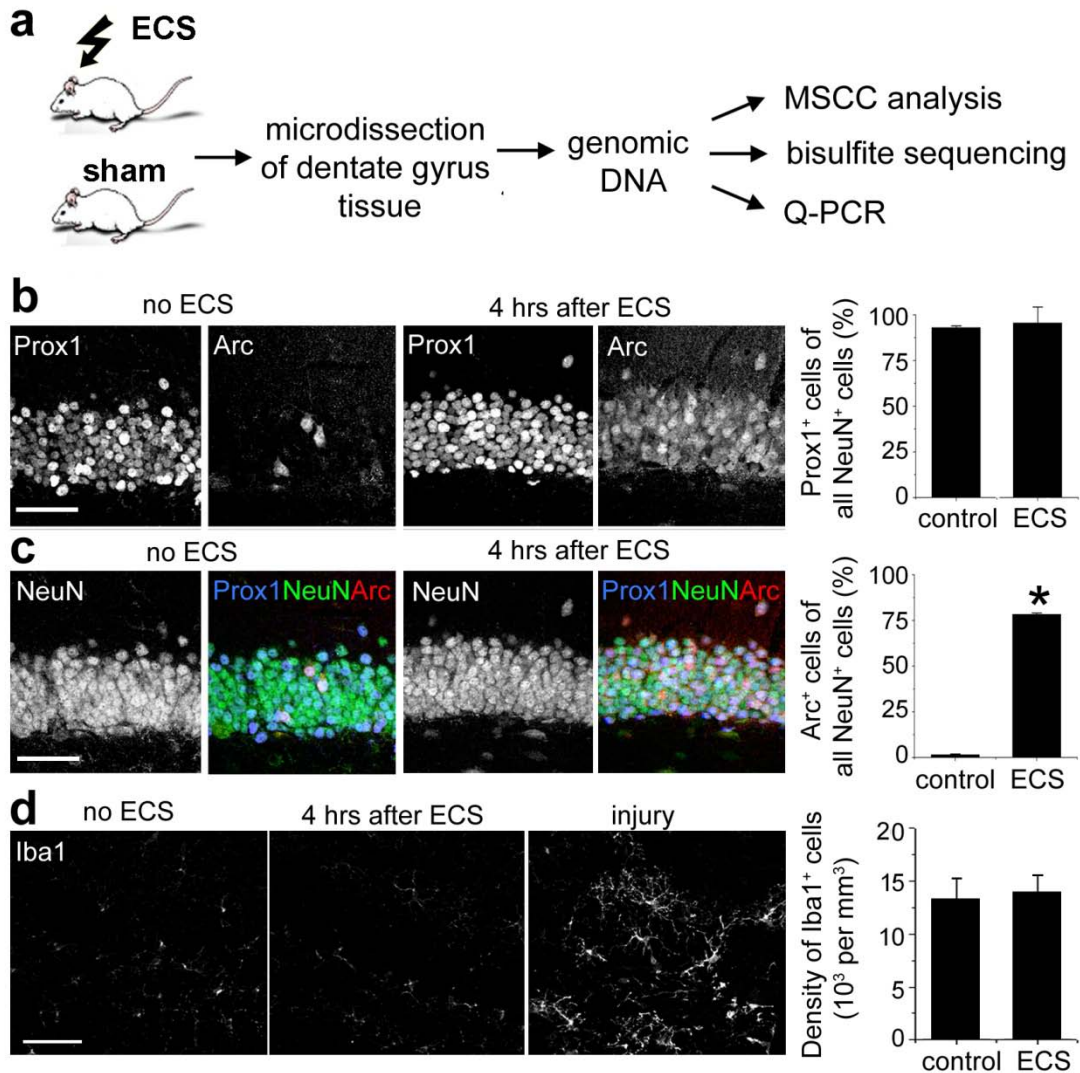 a
ECS
sham
microdissection
of dentate gyrus
tissue
genomic
DNA
MSCC analysis
bisulfite sequencing
Q-PCR
b
no ECS
4 hrs after ECS
Prox1
Arc
Prox1
Arc
Prox1⁺ cells of
all NeuN⁺ cells (%)
100
75
50
25
0
control
ECS
c
no ECS
4 hrs after ECS
NeuN
Prox1NeuNArc
NeuN
Prox1NeuNArc
Arc⁺ cells of
all NeuN⁺ cells (%)
100
75
50
25
0
*
control
ECS
d
no ECS
4 hrs after ECS
injury
Iba1
Density of Iba1⁺ cells
(10³ per mm³)
20
15
10
5
0
control
ECS